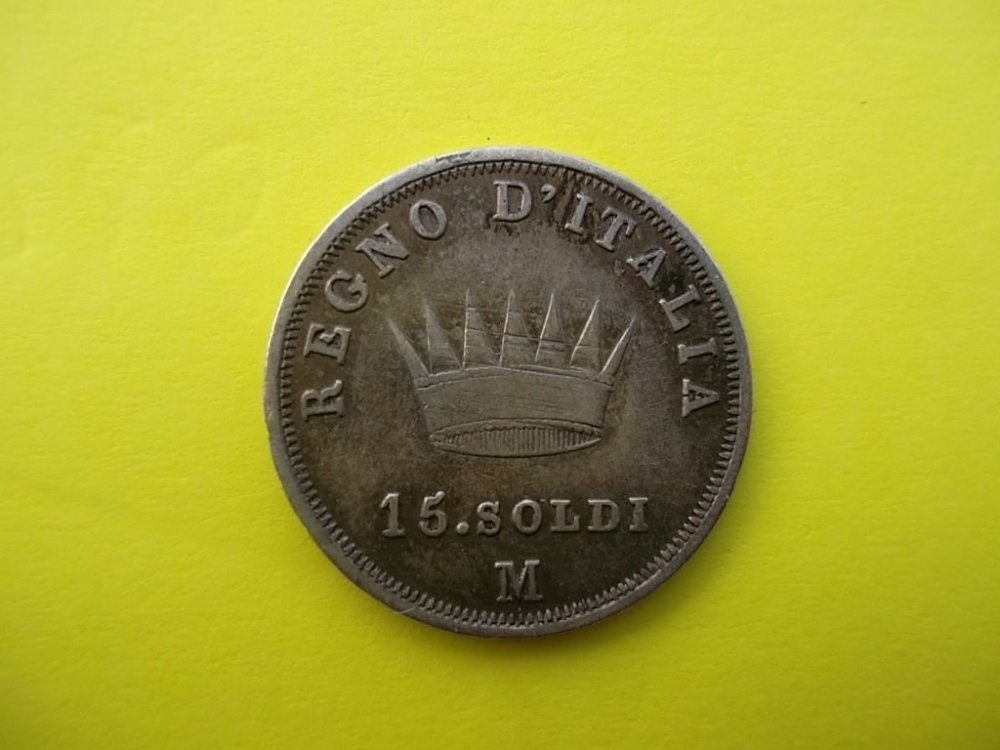 REGNO D'ITALIA
15.SOLDI
M